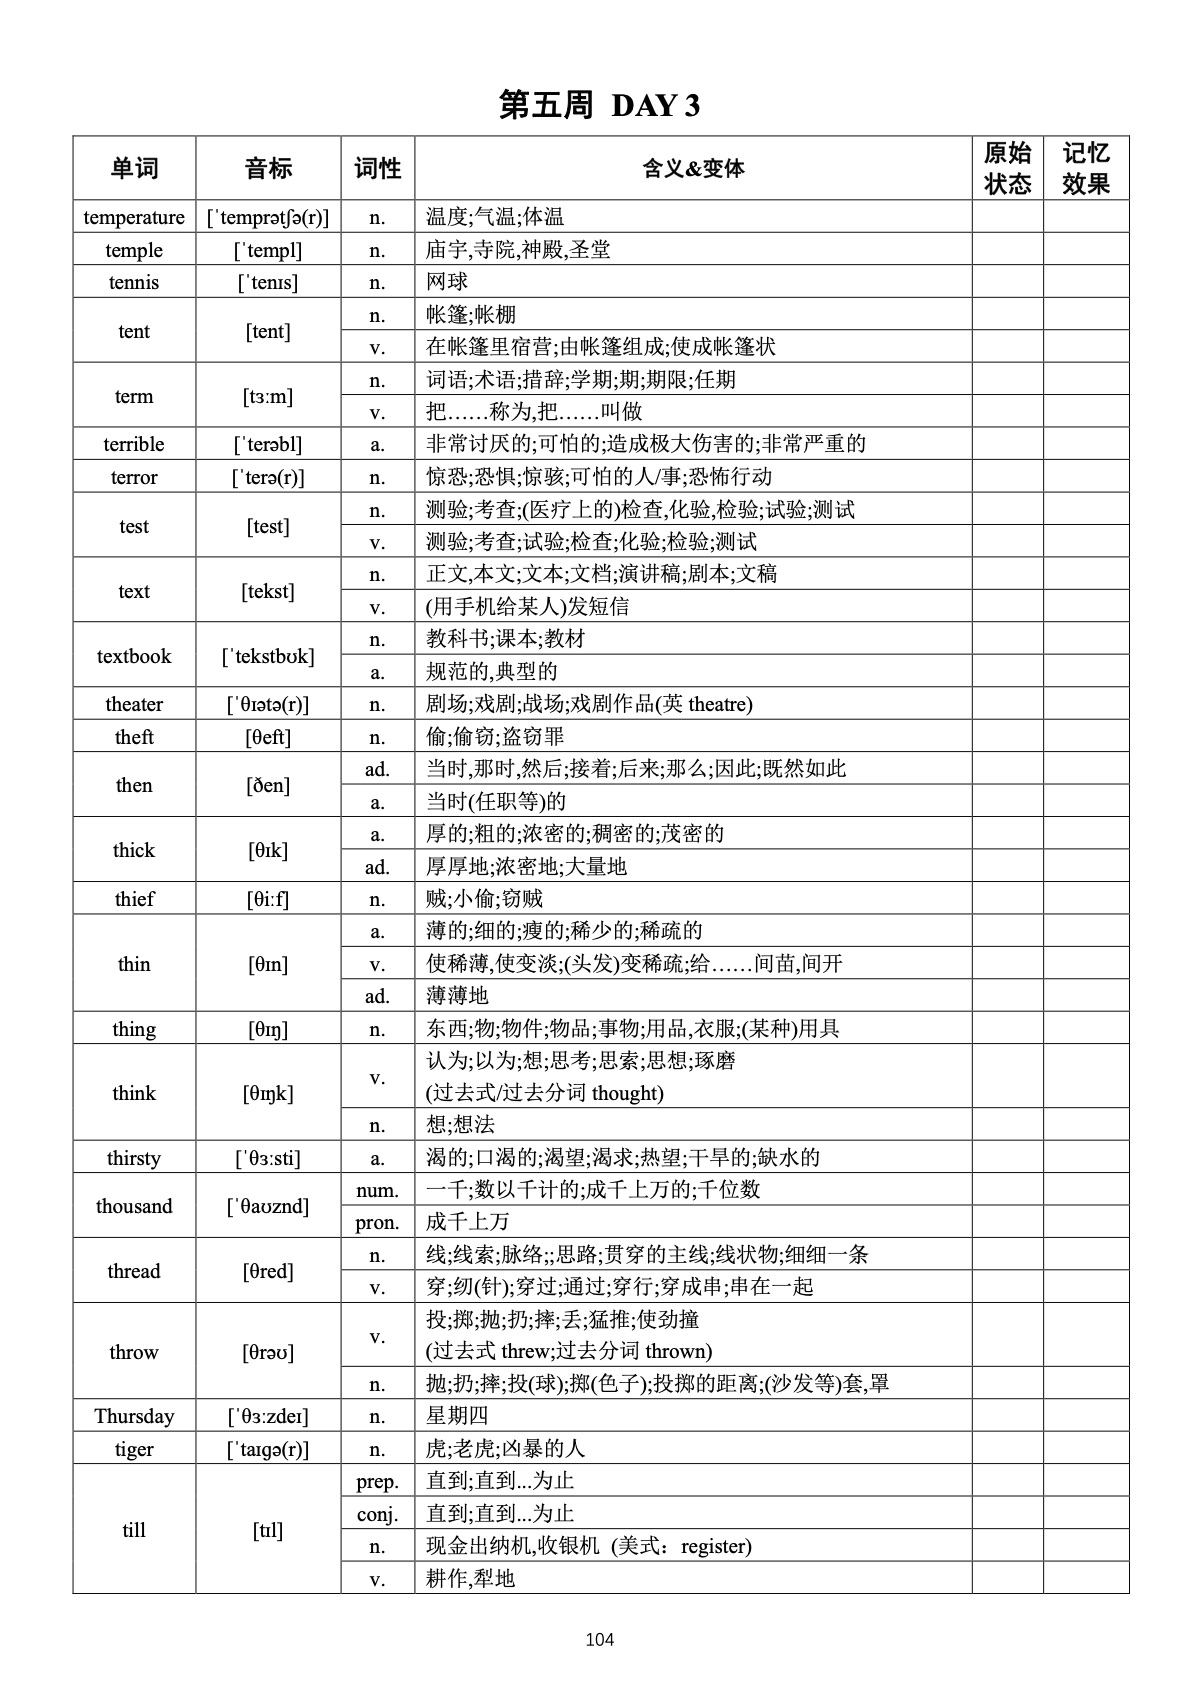 第五周 DAY 3
单词 音标 词性 含义&变体 原始状态 记忆效果
temperature [ˈtemprətʃə(r)] n. 温度;气温;体温
temple [ˈtempl] n. 庙宇,寺院,神殿,圣堂
tennis [ˈtenɪs] n. 网球
tent [tent] n. 帐篷;帐棚
v. 在帐篷里宿营;由帐篷组成;使成帐篷状
term [tɜːm] n. 词语;术语;措辞;学期;期;期限;任期
v. 把……称为,把……叫做
terrible [ˈterəbl] a. 非常讨厌的;可怕的;造成极大伤害的;非常严重的
terror [ˈterə(r)] n. 惊恐;恐惧;惊骇;可怕的人/事;恐怖行动
test [test] n. 测验;考查;(医疗上的)检查,化验,检验;试验;测试
v. 测验;考查;试验;检查;化验;检验;测试
text [tekst] n. 正文,本文;文本;文档;演讲稿;剧本;文稿
v. (用手机给某人)发短信
textbook [ˈtekstbʊk] n. 教科书;课本;教材
a. 规范的,典型的
theater [ˈθɪətə(r)] n. 剧场;戏剧;战场;戏剧作品(英 theatre)
theft [θeft] n. 偷;偷窃;盗窃罪
then [ðen] ad. 当时,那时,然后;接着;后来;那么;因此;既然如此
a. 当时(任职等)的
thick [θɪk] a. 厚的;粗的;浓密的;稠密的;茂密的
ad. 厚厚地;浓密地;大量地
thief [θiːf] n. 贼;小偷;窃贼
thin [θɪn] a. 薄的;细的;瘦的;稀少的;稀疏的
v. 使稀薄,使变淡;(头发)变稀疏;给……间苗,间开
ad. 薄薄地
thing [θɪŋ] n. 东西;物;物件;物品;事物;用品,衣服;(某种)用具
think [θɪŋk] v. 认为;以为;想;思考;思索;思想;琢磨
(过去式/过去分词 thought)
n. 想;想法
thirsty [ˈθɜːsti] a. 渴的;口渴的;渴望;渴求;热望;干旱的;缺水的
thousand [ˈθaʊznd] num. 一千;数以千计的;成千上万的;千位数
pron. 成千上万
thread [θred] n. 线;线索;脉络;;思路;贯穿的主线;线状物;细细一条
v. 穿;纫(针);穿过;通过;穿行;穿成串;串在一起
throw [θrəʊ] v. 投;掷;抛;扔;摔;丢;猛推;使劲撞
(过去式 threw;过去分词 thrown)
n. 抛;扔;摔;投(球);掷(色子);投掷的距离;(沙发等)套,罩
Thursday [ˈθɜːzdeɪ] n. 星期四
tiger [ˈtaɪɡə(r)] n. 虎;老虎;凶暴的人
till [tɪl] prep. 直到;直到...为止
conj. 直到;直到...为止
n. 现金出纳机,收银机 (美式：register)
v. 耕作,犁地
104